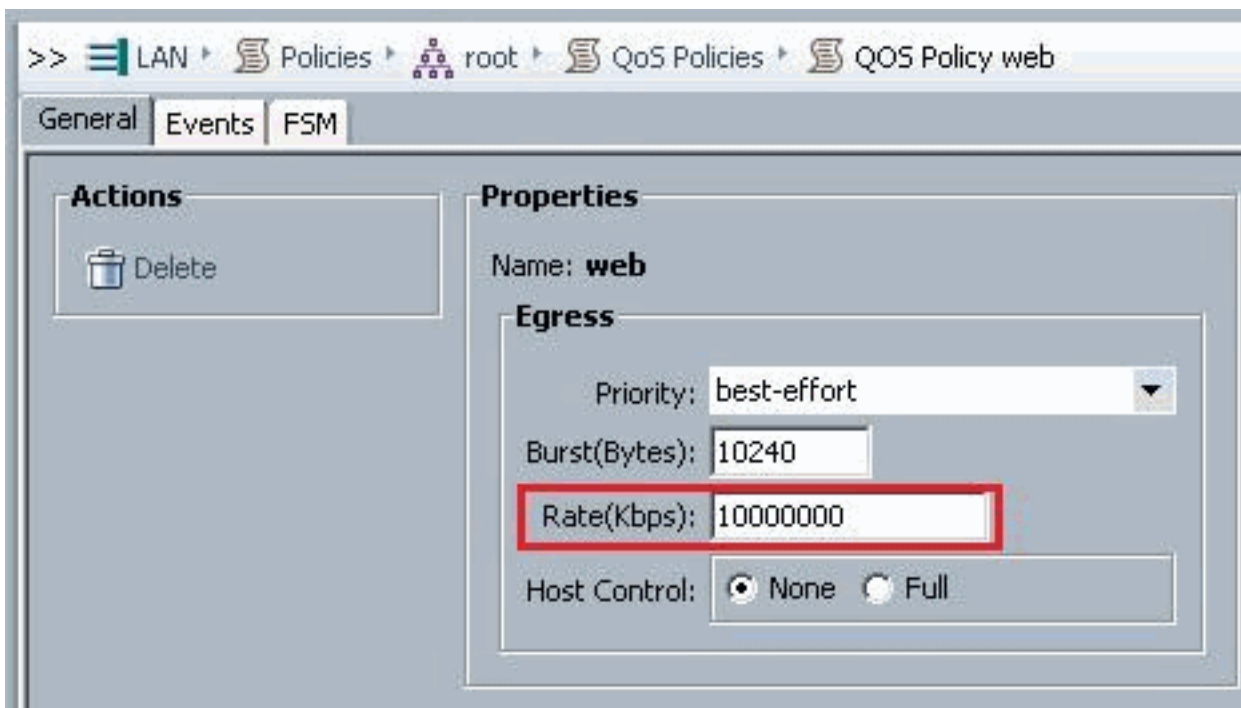 >> LAN Policies root QoS Policies QOS Policy web
General Events FSM
Actions
Delete
Properties
Name: web
Egress
Priority: best-effort
Burst(Bytes): 10240
Rate(Kbps): 10000000
Host Control: None Full